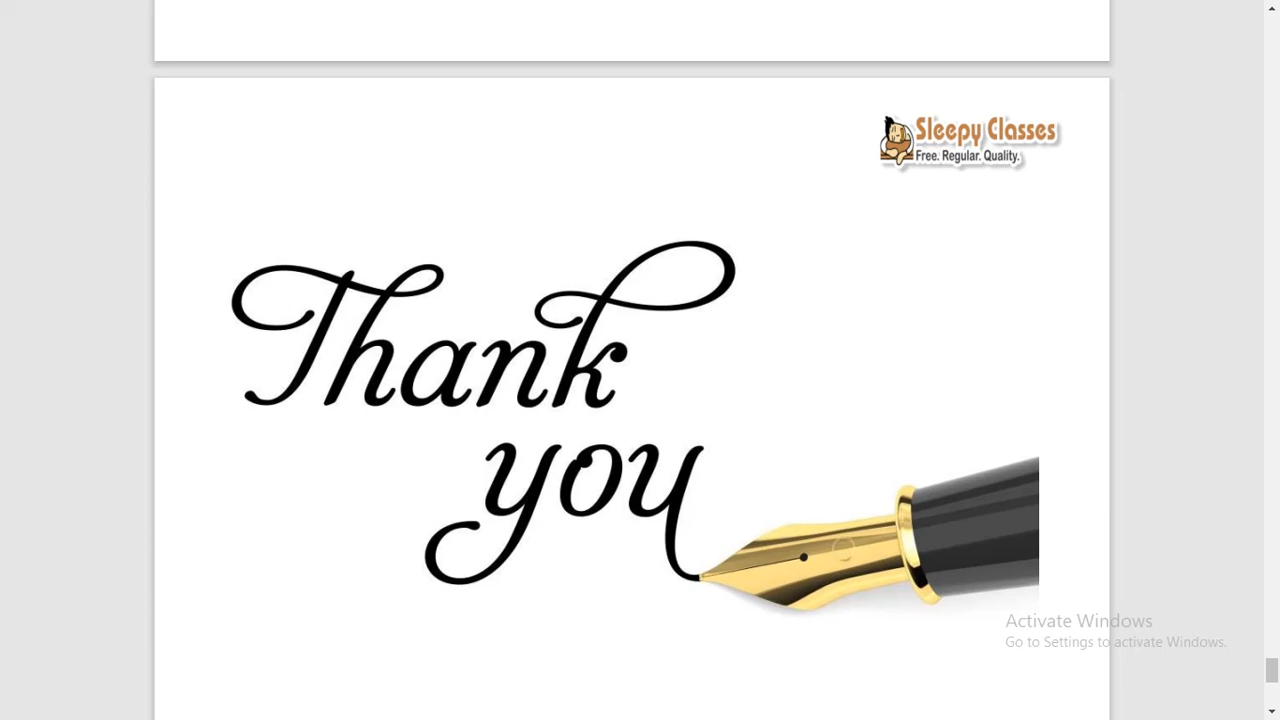 Sleepy Classes
Free. Regular. Quality.
Thank
you
Activate Windows
Go to Settings to activate Windows.